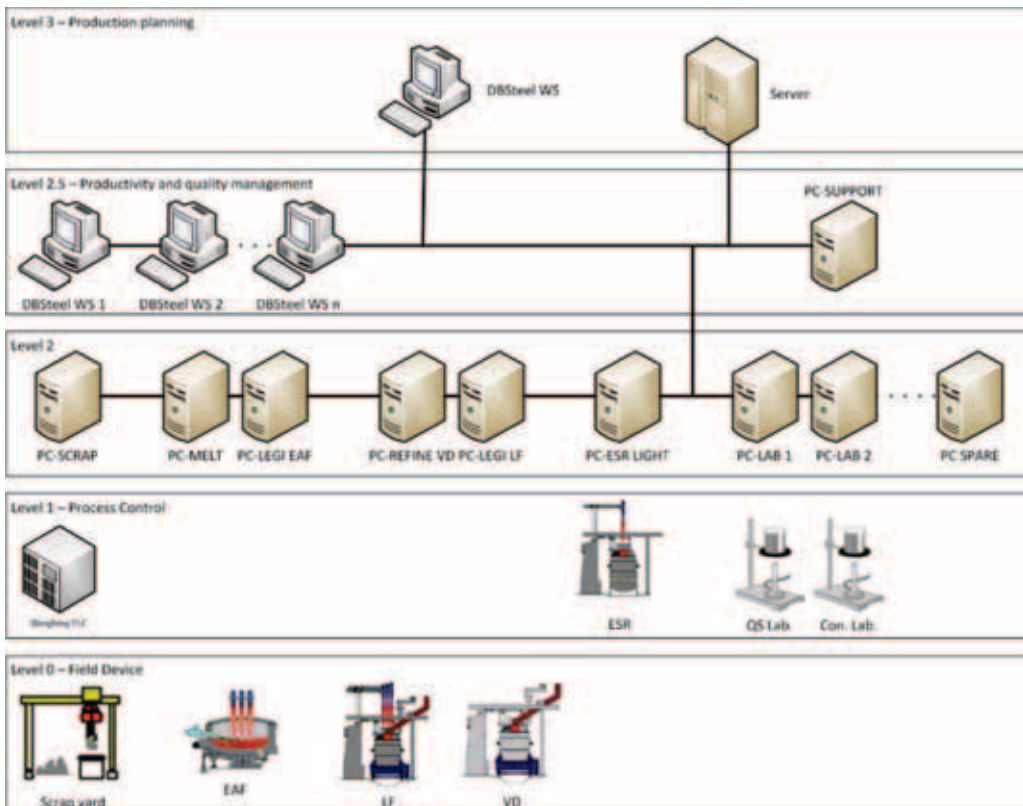 Level 3 – Production planning
DBSteel WS
Server
Level 2.5 – Productivity and quality management
PC-SUPPORT
DBSteel WS 1
DBSteel WS 2
DBSteel WS n
Level 2
PC-SCRAP
PC-MELT
PC-LEGI EAF
PC-REFINE VD
PC-LEGI LF
PC-ESR LIGHT
PC-LAB 1
PC-LAB 2
PC SPARE
Level 1 – Process Control
Weighing PLC
ESR
QS Lab.
Con. Lab.
Level 0 – Field Device
Scrap yard
EAF
LF
VD